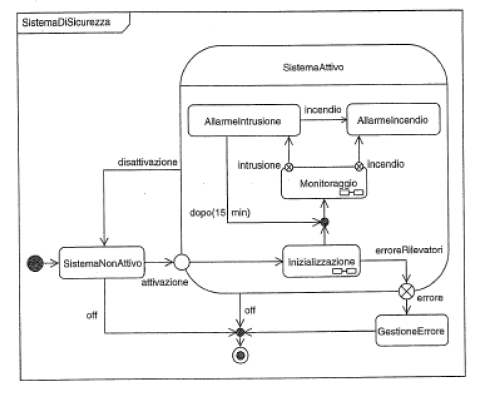 SistemaDiSicurezza
SistemaAttivo
incendio
AllarmeIntrusione
AllarmeIncendio
disattivazione
intrusione
incendio
Monitoraggio
dopo(15 min)
SistemaNonAttivo
Inizializzazione
erroreRilevatori
attivazione
errore
off
off
GestioneErrore